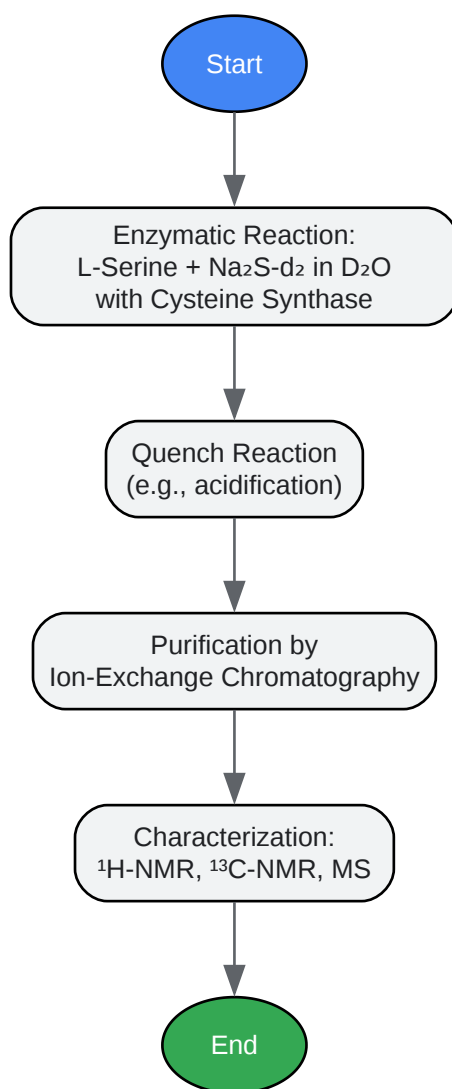 Start
Enzymatic Reaction:
L-Serine + Na₂S-d₂ in D₂O
with Cysteine Synthase
Quench Reaction
(e.g., acidification)
Purification by
Ion-Exchange Chromatography
Characterization:
¹H-NMR, ¹³C-NMR, MS
End